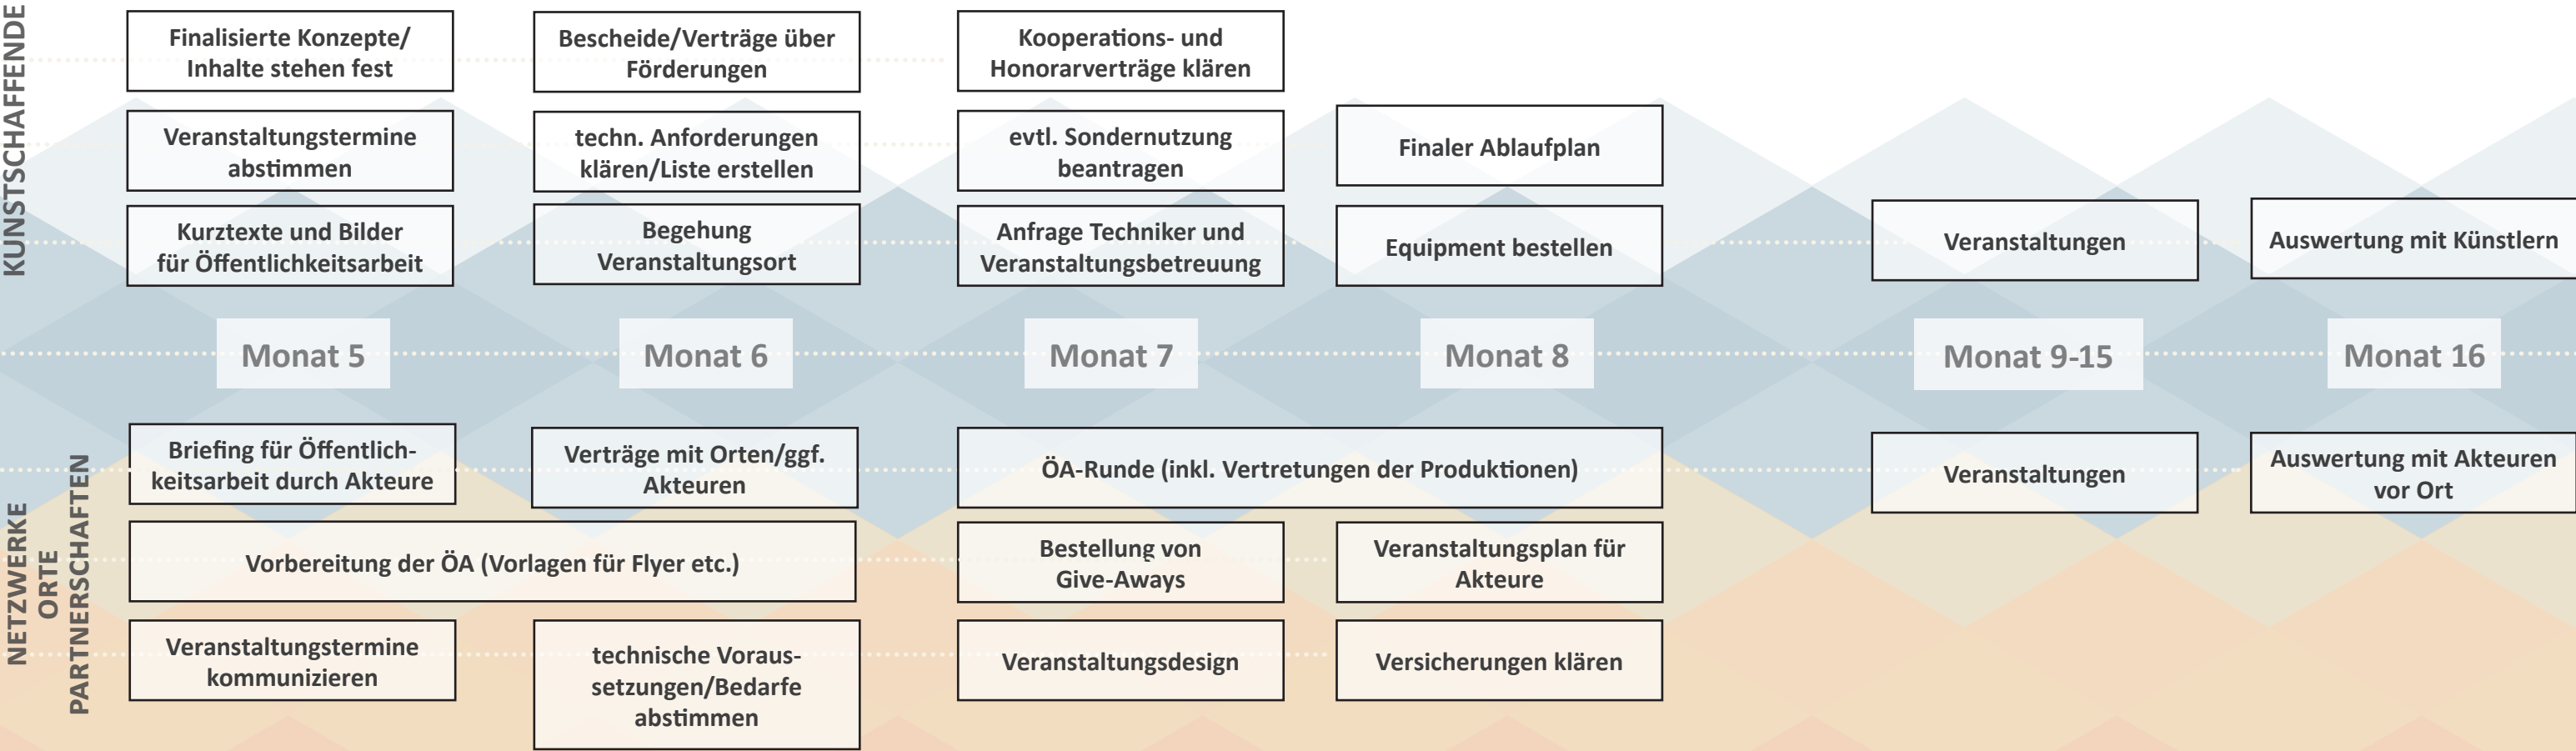 KUNSTSCHAFFENDE
Finalisierte Konzepte/
Inhalte stehen fest
Bescheide/Verträge über
Förderungen
Kooperations- und
Honorarverträge klären
Veranstaltungstermine
abstimmen
techn. Anforderungen
klären/Liste erstellen
evtl. Sondernutzung
beantragen
Finaler Ablaufplan
Kurztexte und Bilder
für Öffentlichkeitsarbeit
Begehung
Veranstaltungsort
Anfrage Techniker und
Veranstaltungsbetreuung
Equipment bestellen
Veranstaltungen
Auswertung mit Künstlern
Monat 5
Monat 6
Monat 7
Monat 8
Monat 9-15
Monat 16
NETZWERKE
ORTE
PARTNERSCHAFTEN
Briefing für Öffentlich-
keitsarbeit durch Akteure
Verträge mit Orten/ggf.
Akteuren
ÖA-Runde (inkl. Vertretungen der Produktionen)
Veranstaltungen
Auswertung mit Akteuren
vor Ort
Vorbereitung der ÖA (Vorlagen für Flyer etc.)
Bestellung von
Give-Aways
Veranstaltungsplan für
Akteure
Veranstaltungstermine
kommunizieren
technische Voraus-
setzungen/Bedarfe
abstimmen
Veranstaltungsdesign
Versicherungen klären